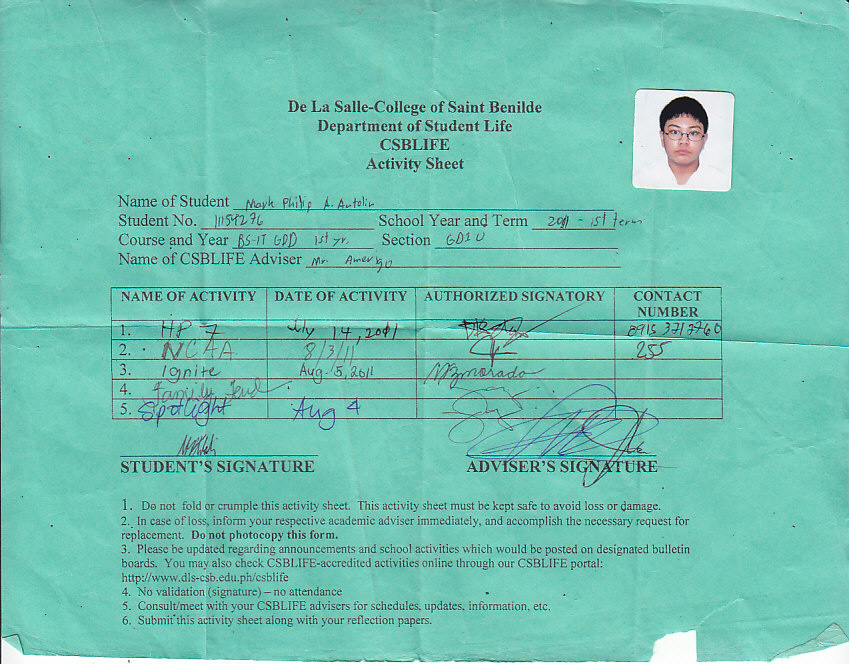 De La Salle-College of Saint Benilde
Department of Student Life
CSBLIFE
Activity Sheet
Name of Student Mark Philip A. Antolin
Student No. 11154276 School Year and Term 2011 - 1st term
Course and Year BS-IT GDD 1st yr. Section GD1U
Name of CSBLIFE Adviser Mr. Amerigo
NAME OF ACTIVITY DATE OF ACTIVITY AUTHORIZED SIGNATORY CONTACT NUMBER
1. HP 7 July 14, 2011 0915 3712760
2. NCAA 8/3/11 255
3. Ignite Aug. 5, 2011
4. Family Feud
5. Spotlight Aug 4
STUDENT'S SIGNATURE ADVISER'S SIGNATURE
1. Do not fold or crumple this activity sheet. This activity sheet must be kept safe to avoid loss or damage.
2. In case of loss, inform your respective academic adviser immediately, and accomplish the necessary request for
replacement. Do not photocopy this form.
3. Please be updated regarding announcements and school activities which would be posted on designated bulletin
boards. You may also check CSBLIFE-accredited activities online through our CSBLIFE portal:
http://www.dls-csb.edu.ph/csblife
4. No validation (signature) – no attendance
5. Consult/meet with your CSBLIFE advisers for schedules, updates, information, etc.
6. Submit this activity sheet along with your reflection papers.